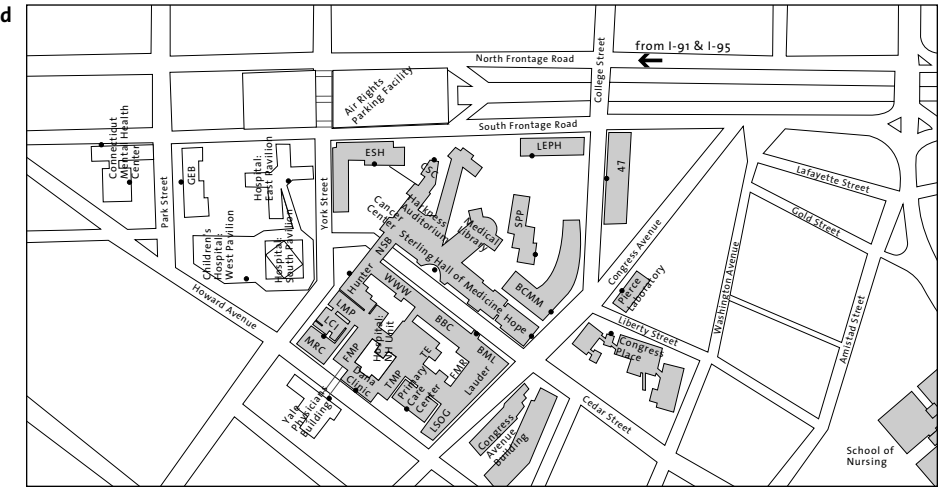 d
from I-91 & I-95
North Frontage Road
College Street
Air Rights
Parking Facility
South Frontage Road
Connecticut
Mental Health
Center
GEB
Hospital:
East Pavilion
ESH
CSC
LEPH
47
Park Street
York Street
Children's
Hospital:
West Pavilion
Hospital:
South Pavilion
Cancer
Center
Harkness
Auditorium
Medical
Library
SPP
Lafayette Street
Gold Street
NSB
Sterling Hall of Medicine
Hope
BCMM
Congress Avenue
Pierce
Laboratory
Washington Avenue
Amistad Street
Howard Avenue
Hunter
WWW
LMP
LCI
MRC
FMP
Hospital:
NH Unit
BBC
BML
TE
FMR
Lauder
Dana
Clinic
TMP
Primary
Care
Center
LSOG
Liberty Street
Congress
Place
Yale
Physicians
Building
Congress
Avenue
Building
Cedar Street
School of
Nursing